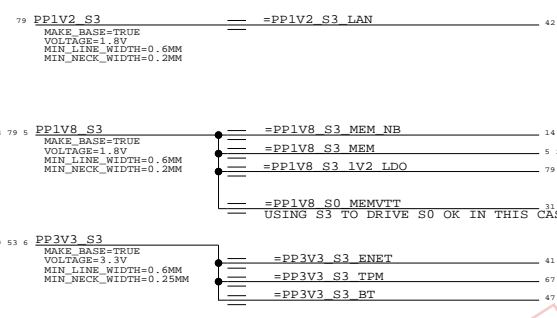 79 PP1V2_S3 =PP1V2_S3_LAN 42
MAKE_BASE=TRUE
VOLTAGE=1.8V
MIN_LINE_WIDTH=0.6MM
MIN_NECK_WIDTH=0.2MM
79 5 PP1V8_S3 =PP1V8_S3_MEM_NB 14
MAKE_BASE=TRUE
VOLTAGE=1.8V =PP1V8_S3_MEM 5
MIN_LINE_WIDTH=0.6MM
MIN_NECK_WIDTH=0.2MM =PP1V8_S3_1V2_LDO 79
=PP1V8_S0_MEMVTT 31
USING S3 TO DRIVE S0 OK IN THIS CAS
53 6 PP3V3_S3
MAKE_BASE=TRUE
VOLTAGE=3.3V =PP3V3_S3_ENET 41
MIN_LINE_WIDTH=0.6MM
MIN_NECK_WIDTH=0.25MM =PP3V3_S3_TPM 67
=PP3V3_S3_BT 47